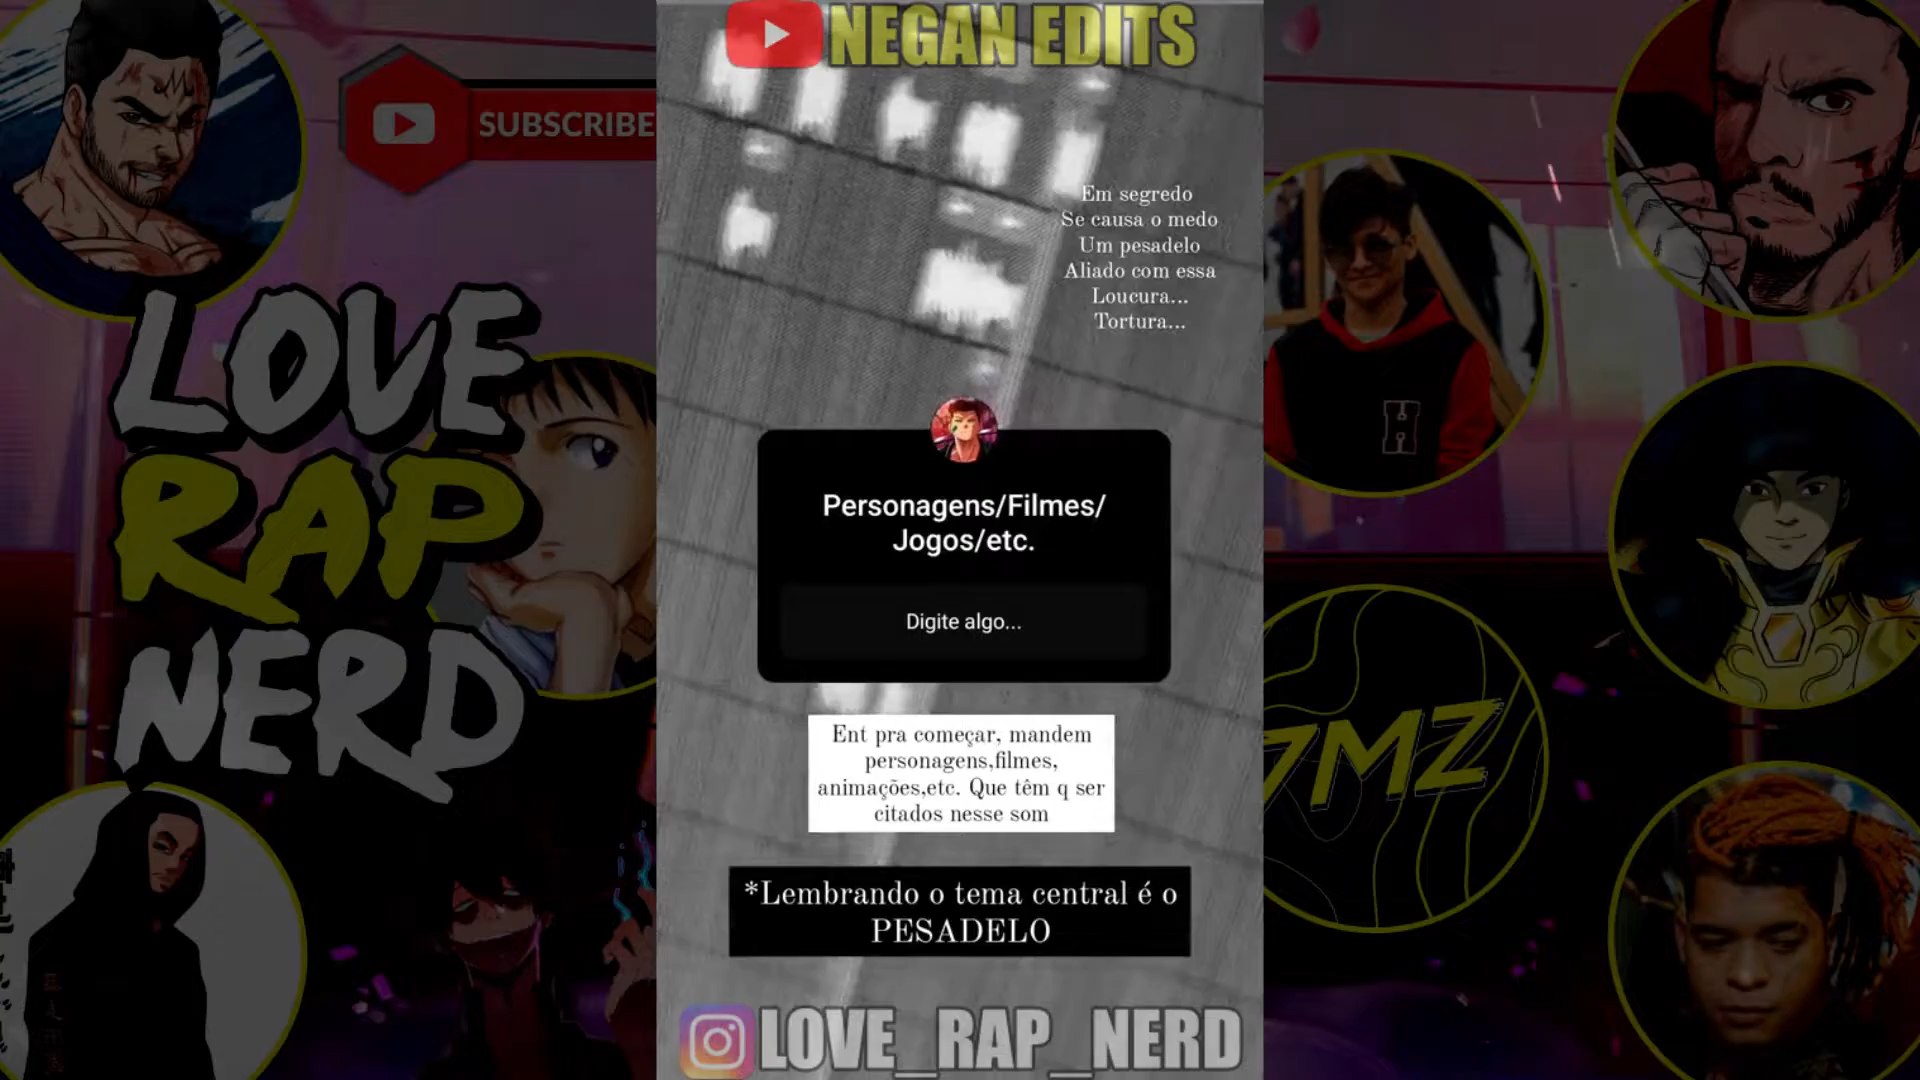 NEGAN EDITS
SUBSCRIBE
Em segredo
Se causa o medo
Um pesadelo
Aliado com essa
Loucura...
Tortura...
LOVE
RAP
NERD
H
Personagens/Filmes/
Jogos/etc.
Digite algo...
Ent pra começar, mandem
personagens,filmes,
animações,etc. Que têm q ser
citados nesse som
7MZ
*Lembrando o tema central é o
PESADELO
LOVE_RAP_NERD